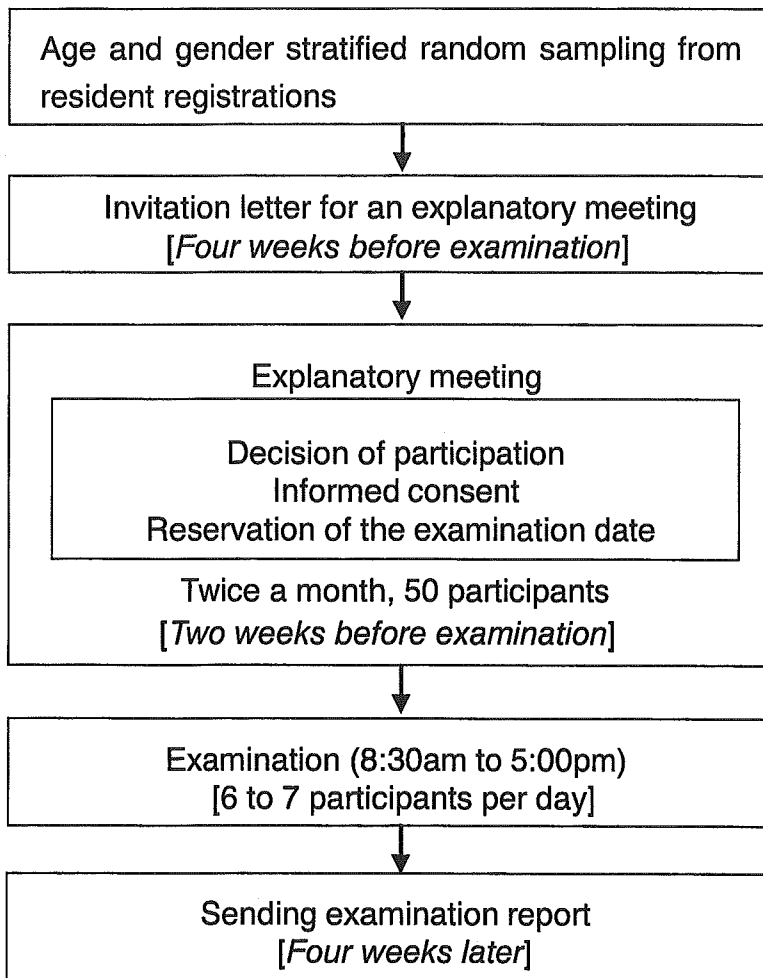 Age and gender stratified random sampling from
resident registrations
Invitation letter for an explanatory meeting
[Four weeks before examination]
Explanatory meeting
Decision of participation
Informed consent
Reservation of the examination date
Twice a month, 50 participants
[Two weeks before examination]
Examination (8:30am to 5:00pm)
[6 to 7 participants per day]
Sending examination report
[Four weeks later]